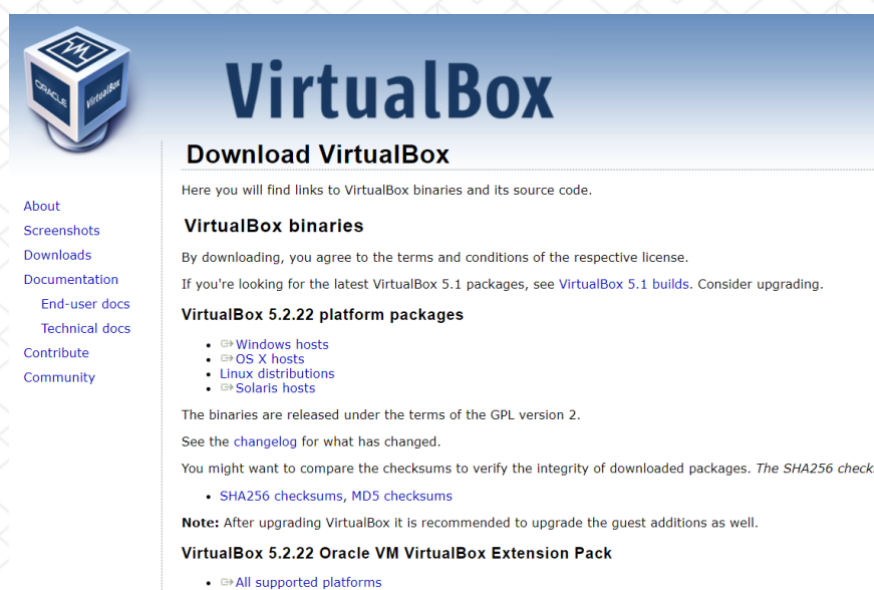 ORACLE
VirtualBox
VirtualBox
Download VirtualBox
Here you will find links to VirtualBox binaries and its source code.
About
Screenshots
Downloads
Documentation
End-user docs
Technical docs
Contribute
Community
VirtualBox binaries
By downloading, you agree to the terms and conditions of the respective license.
If you're looking for the latest VirtualBox 5.1 packages, see VirtualBox 5.1 builds. Consider upgrading.
VirtualBox 5.2.22 platform packages
• Windows hosts
• OS X hosts
• Linux distributions
• Solaris hosts
The binaries are released under the terms of the GPL version 2.
See the changelog for what has changed.
You might want to compare the checksums to verify the integrity of downloaded packages. The SHA256 check
• SHA256 checksums, MD5 checksums
Note: After upgrading VirtualBox it is recommended to upgrade the guest additions as well.
VirtualBox 5.2.22 Oracle VM VirtualBox Extension Pack
• All supported platforms